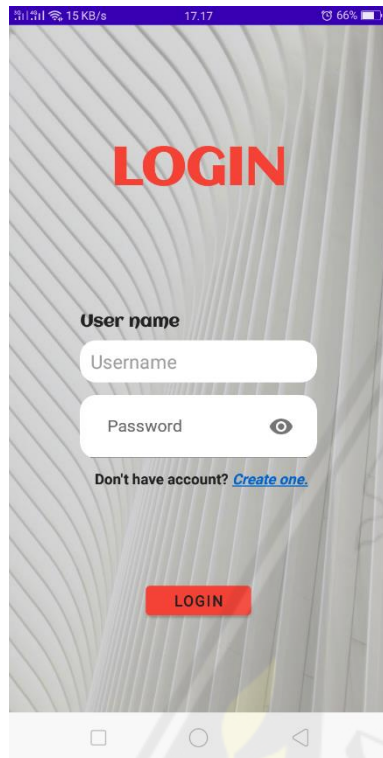 15 KB/s 17.17 66%
LOGIN
User name
Username
Password
Don't have account? Create one.
LOGIN